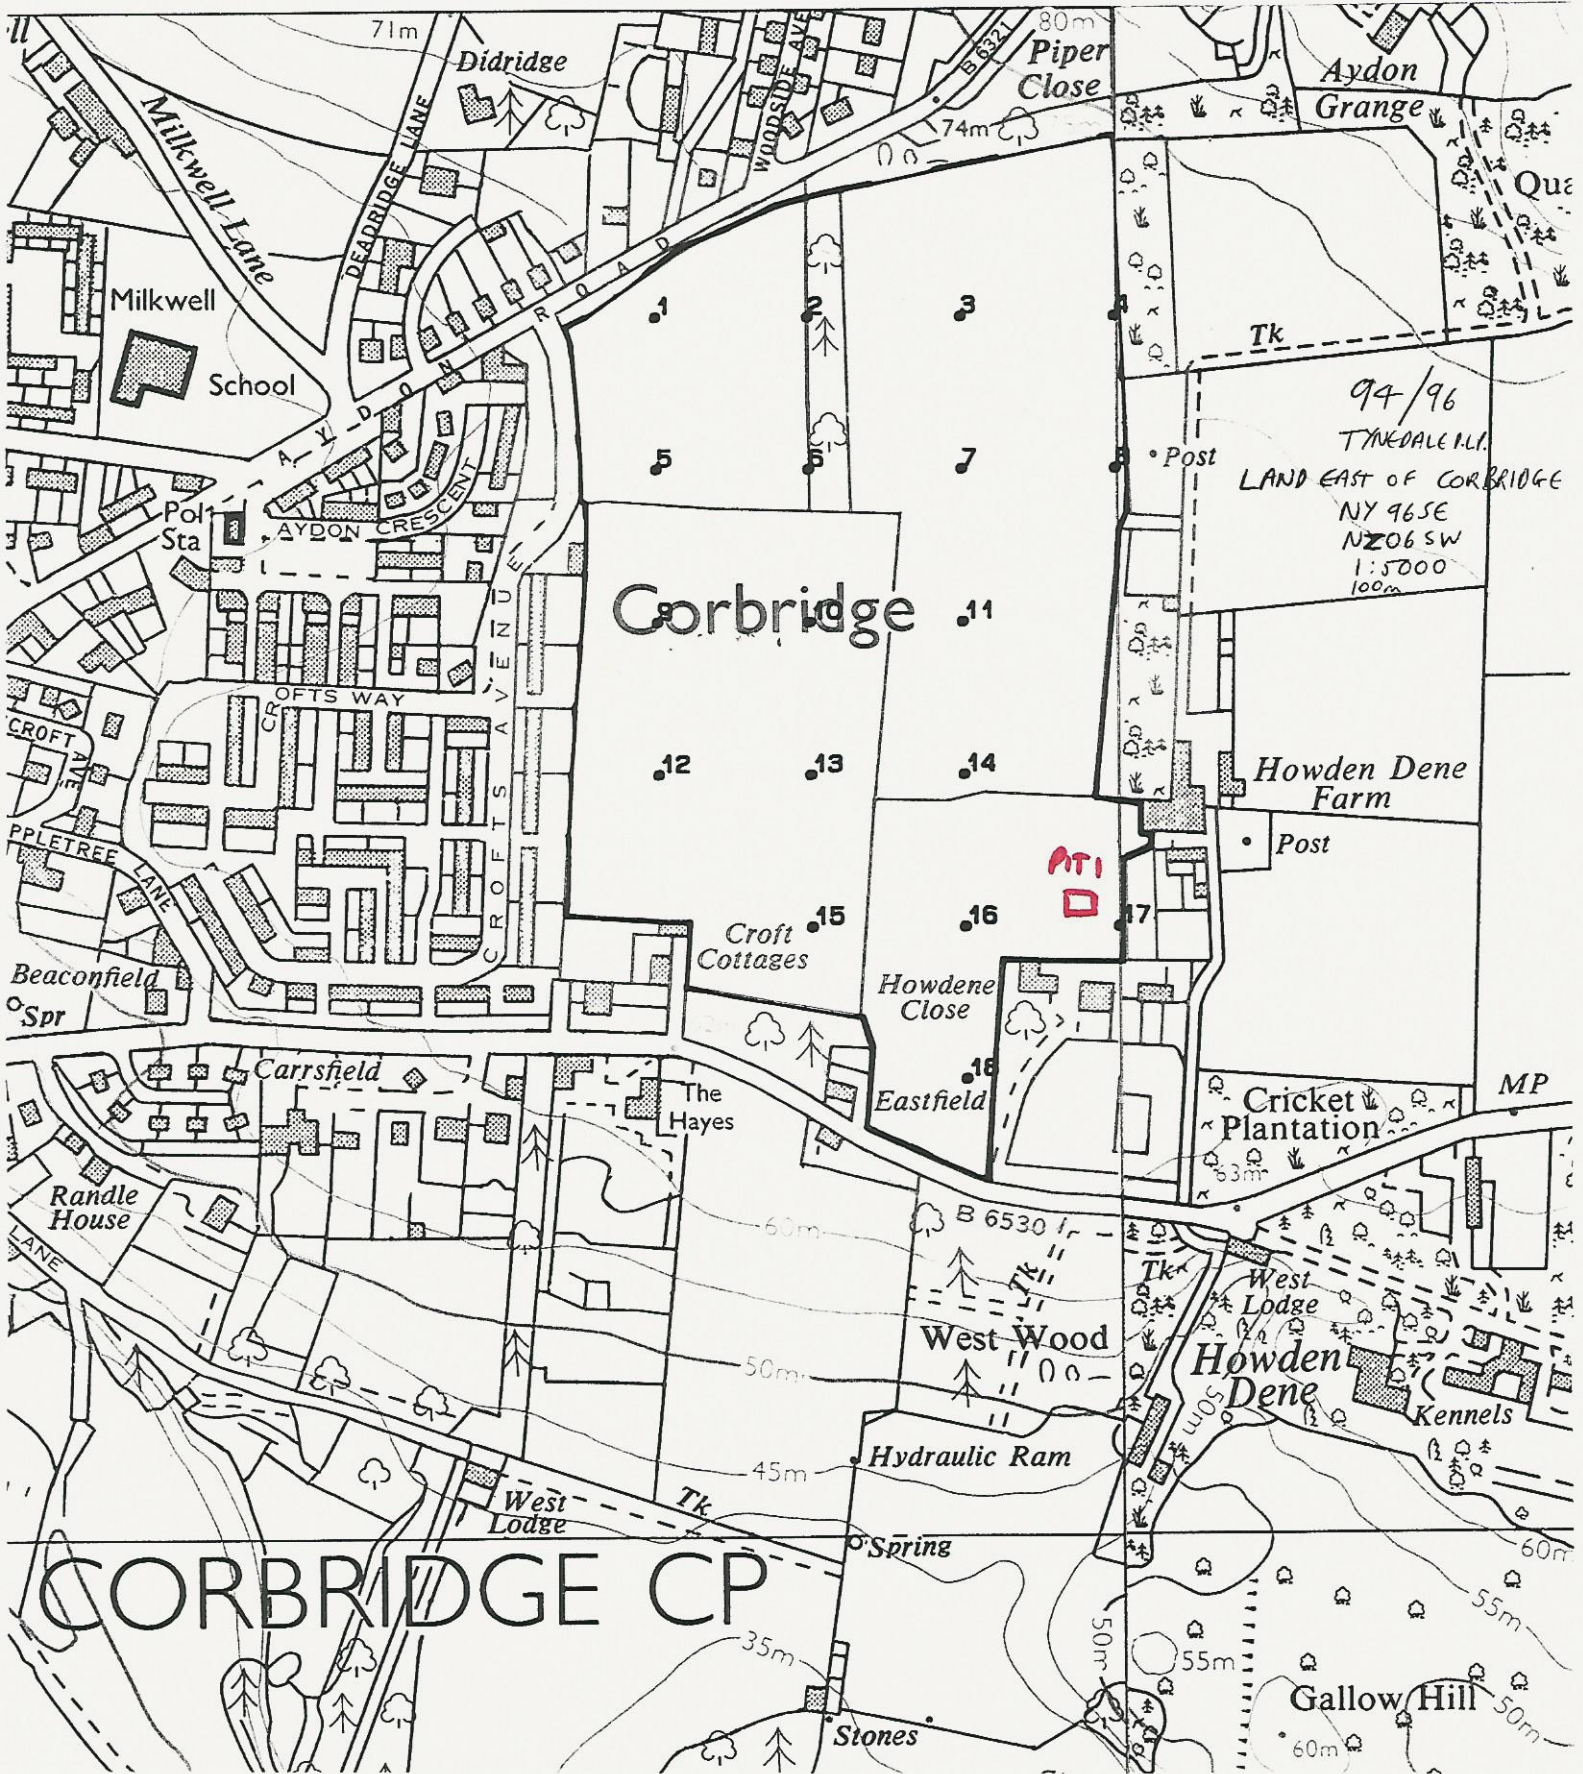 71m
80m
B 6321
Didridge
WOODSIDE AVE
Piper
Close
Aydon
Grange
Milkwell Lane
DEADRIDGE LANE
74m
Milkwell
School
AYDON ROAD
1
2
3
4
Tk
94/96
TYNEDALE D.L.P.
LAND EAST OF CORBRIDGE
NY 96SE
NZ06SW
1:5000
100m
5
6
7
8
Post
Pol
Sta
AYDON CRESCENT
Corbridge
9
10
11
CROFTS WAY
CROFTS AVENUE
CROFT
AVE
12
13
14
Howden Dene
Farm
PPLETREE LANE
PIT1
Post
15
16
17
Croft
Cottages
Beaconfield
Spr
Howdene
Close
18
Eastfield
Carrsfield
The
Hayes
Cricket
Plantation
MP
63m
Randle
House
LANE
60m
B 6530
Tk
Tk
West
Lodge
West Wood
50m
Howden
Dene
50m
Kennels
Hydraulic Ram
45m
West
Lodge
Tk
Spring
60m
CORBRIDGE CP
55m
35m
50m
55m
Gallow Hill
50m
Stones
60m